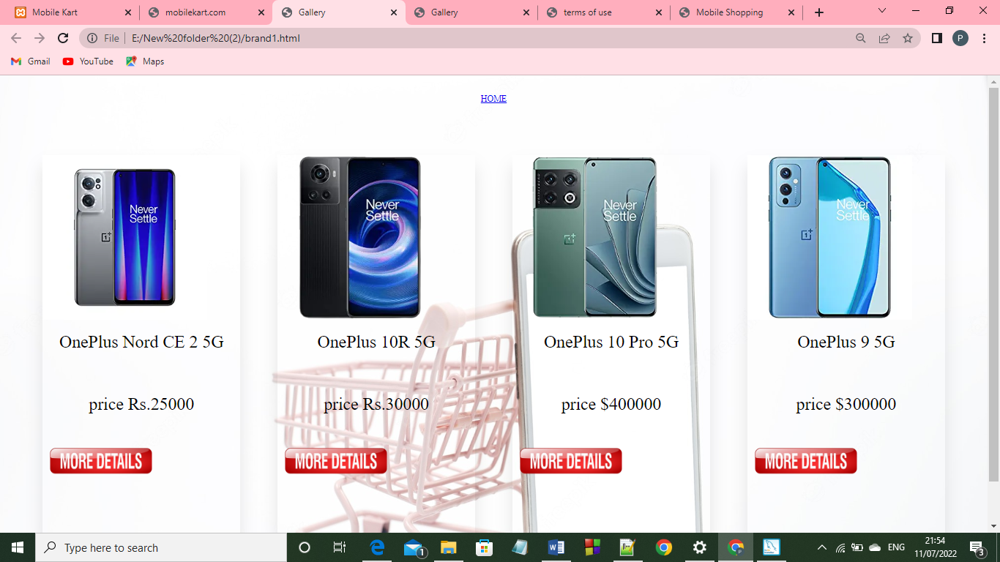 Mobile Kart
mobilekart.com
Gallery
Gallery
terms of use
Mobile Shopping
File E:/New%20folder%20(2)/brand1.html
P
Gmail
YouTube
Maps
HOME
Never
Settle
Never
Settle
Never
Settle
Never
Settle
OnePlus Nord CE 2 5G
OnePlus 10R 5G
OnePlus 10 Pro 5G
OnePlus 9 5G
price Rs.25000
price Rs.30000
price $400000
price $300000
MORE DETAILS
MORE DETAILS
MORE DETAILS
MORE DETAILS
Type here to search
1
ENG
21:54
11/07/2022
3